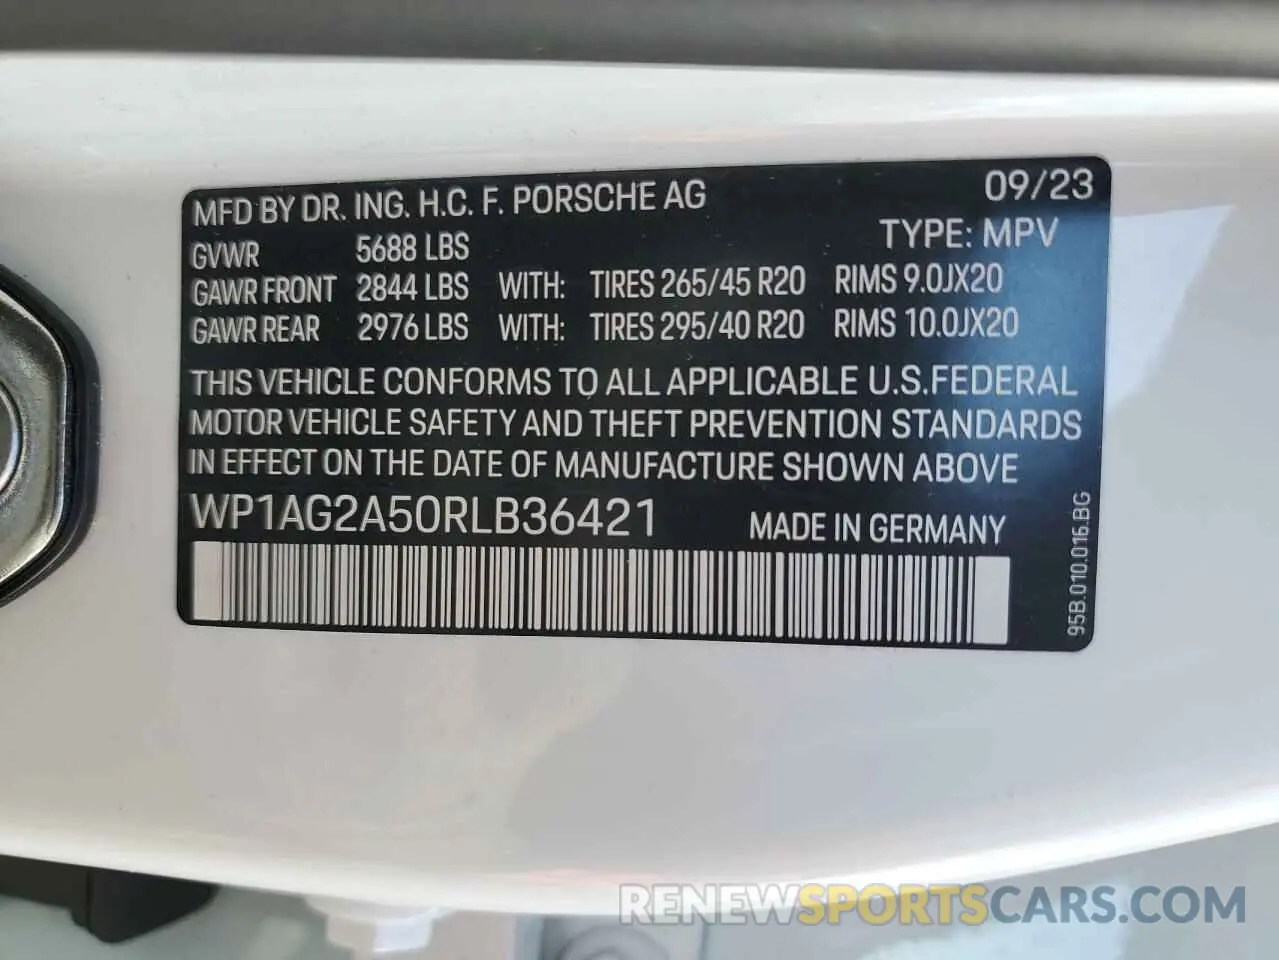 MFD BY DR. ING. H.C. F. PORSCHE AG 09/23
GVWR 5688 LBS TYPE: MPV
GAWR FRONT 2844 LBS WITH: TIRES 265/45 R20 RIMS 9.0JX20
GAWR REAR 2976 LBS WITH: TIRES 295/40 R20 RIMS 10.0JX20
THIS VEHICLE CONFORMS TO ALL APPLICABLE U.S.FEDERAL
MOTOR VEHICLE SAFETY AND THEFT PREVENTION STANDARDS
IN EFFECT ON THE DATE OF MANUFACTURE SHOWN ABOVE
WP1AG2A50RLB36421 MADE IN GERMANY
95B.010.016.BG
RENEWSPORTSCARS.COM - 09/23/2024